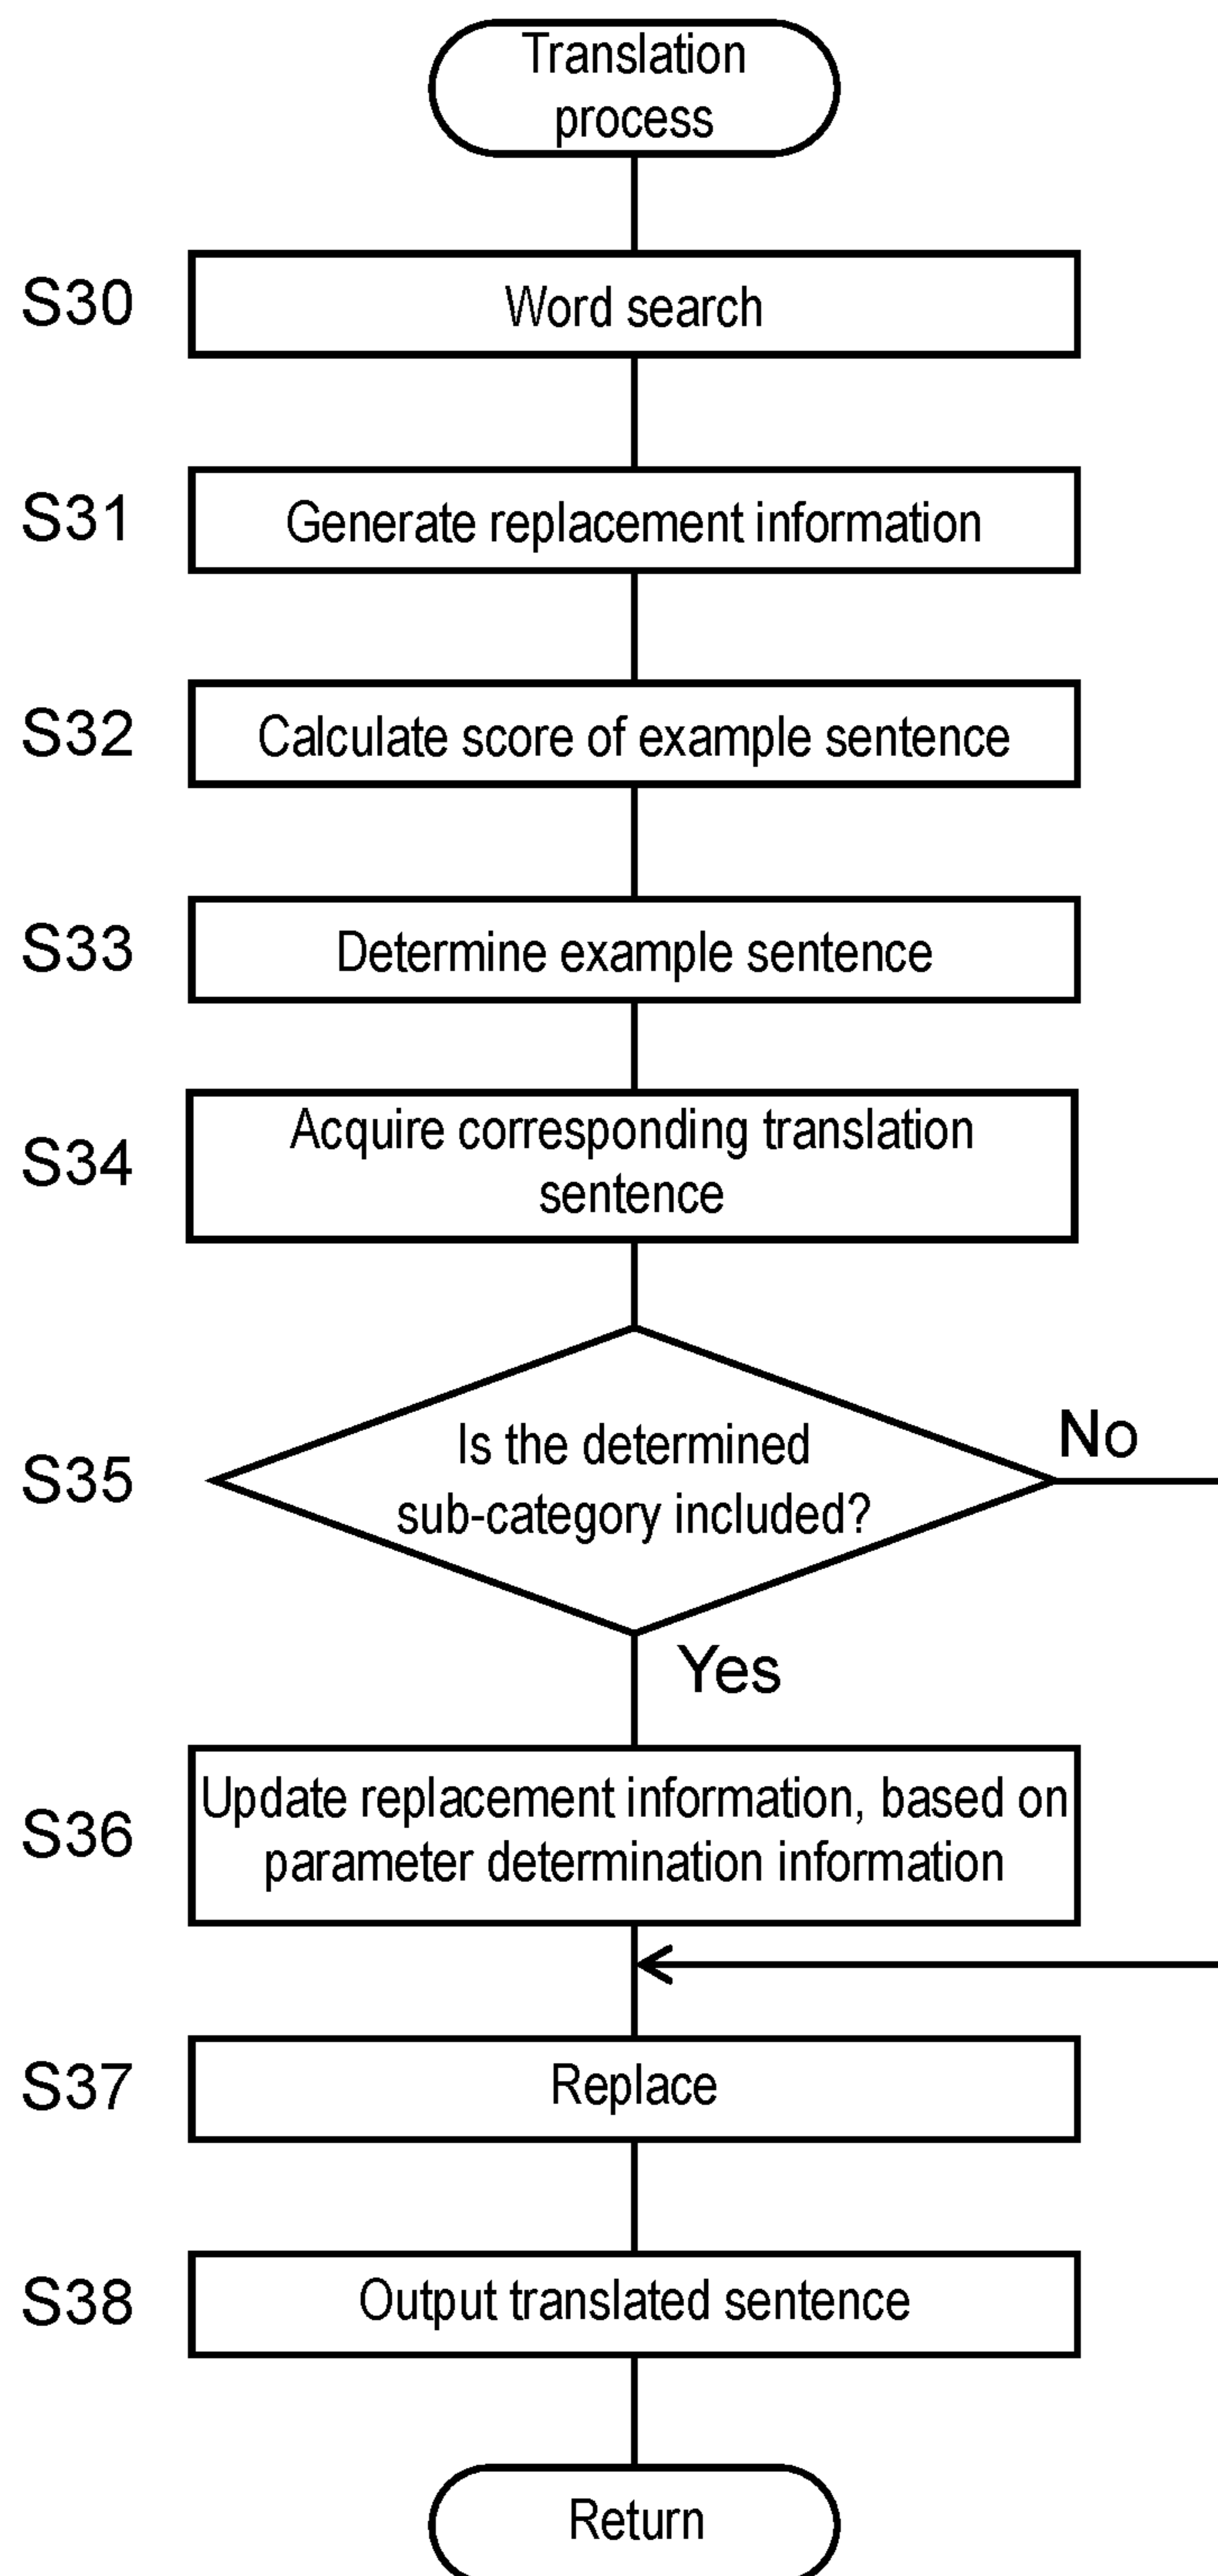 Translation
process
S30
Word search
S31
Generate replacement information
S32
Calculate score of example sentence
S33
Determine example sentence
S34
Acquire corresponding translation
sentence
S35
Is the determined
sub-category included?
No
Yes
S36
Update replacement information, based on
parameter determination information
S37
Replace
S38
Output translated sentence
Return